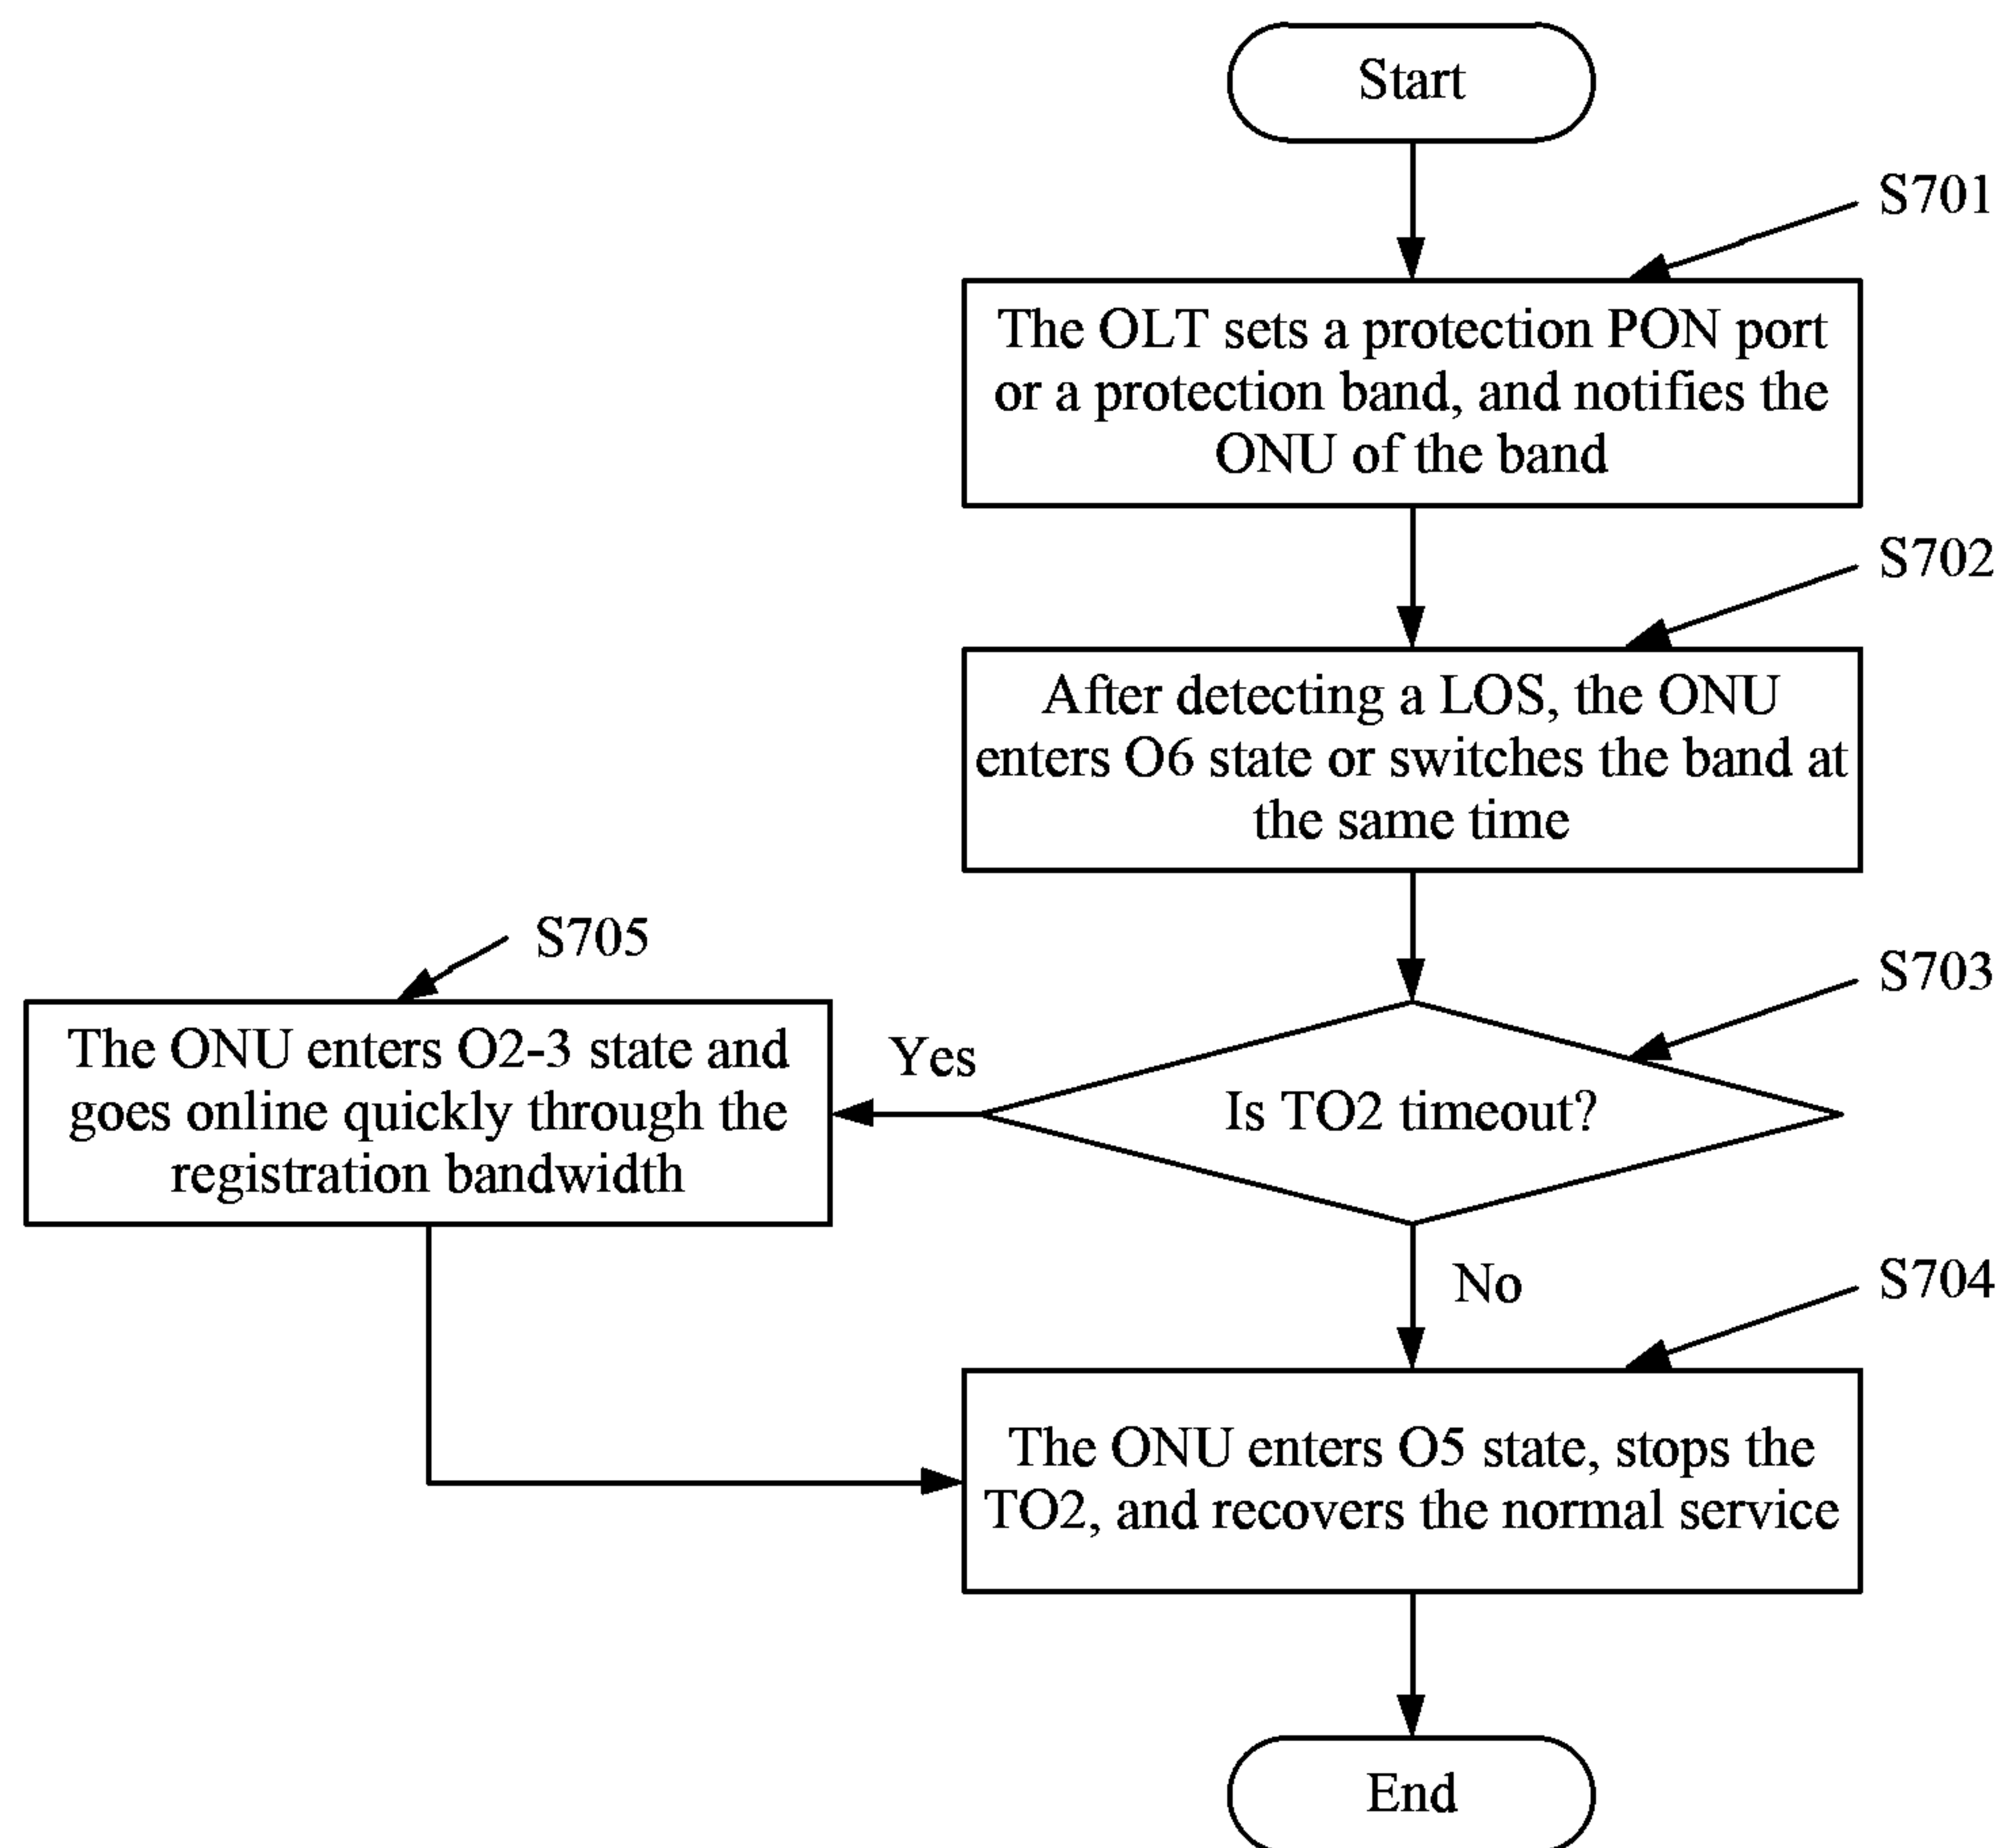 Start
S701
The OLT sets a protection PON port
or a protection band, and notifies the
ONU of the band
S702
After detecting a LOS, the ONU
enters O6 state or switches the band at
the same time
S703
Is TO2 timeout?
Yes
S705
The ONU enters O2-3 state and
goes online quickly through the
registration bandwidth
No
S704
The ONU enters O5 state, stops the
TO2, and recovers the normal service
End